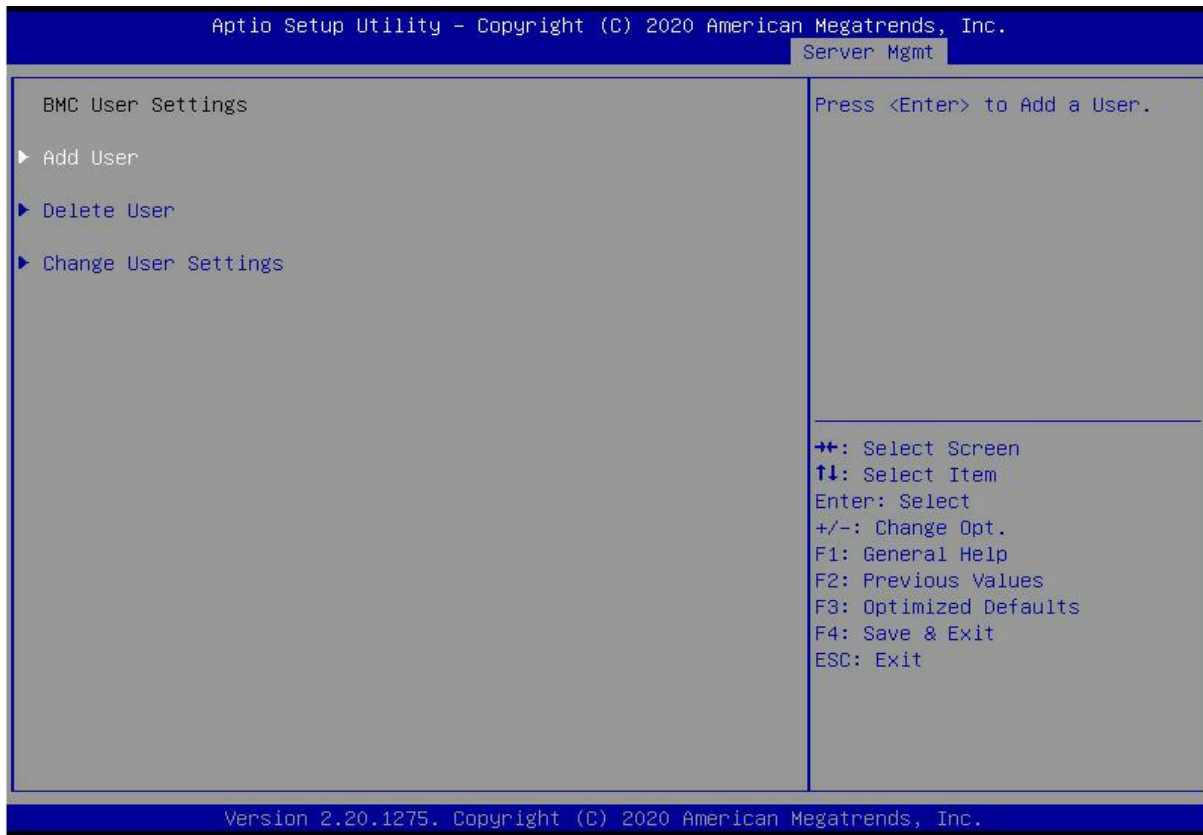 Aptio Setup Utility – Copyright (C) 2020 American Megatrends, Inc.
Server Mgmt
BMC User Settings
▶ Add User
▶ Delete User
▶ Change User Settings
Press <Enter> to Add a User.
→←: Select Screen
↑↓: Select Item
Enter: Select
+/-: Change Opt.
F1: General Help
F2: Previous Values
F3: Optimized Defaults
F4: Save & Exit
ESC: Exit
Version 2.20.1275. Copyright (C) 2020 American Megatrends, Inc.